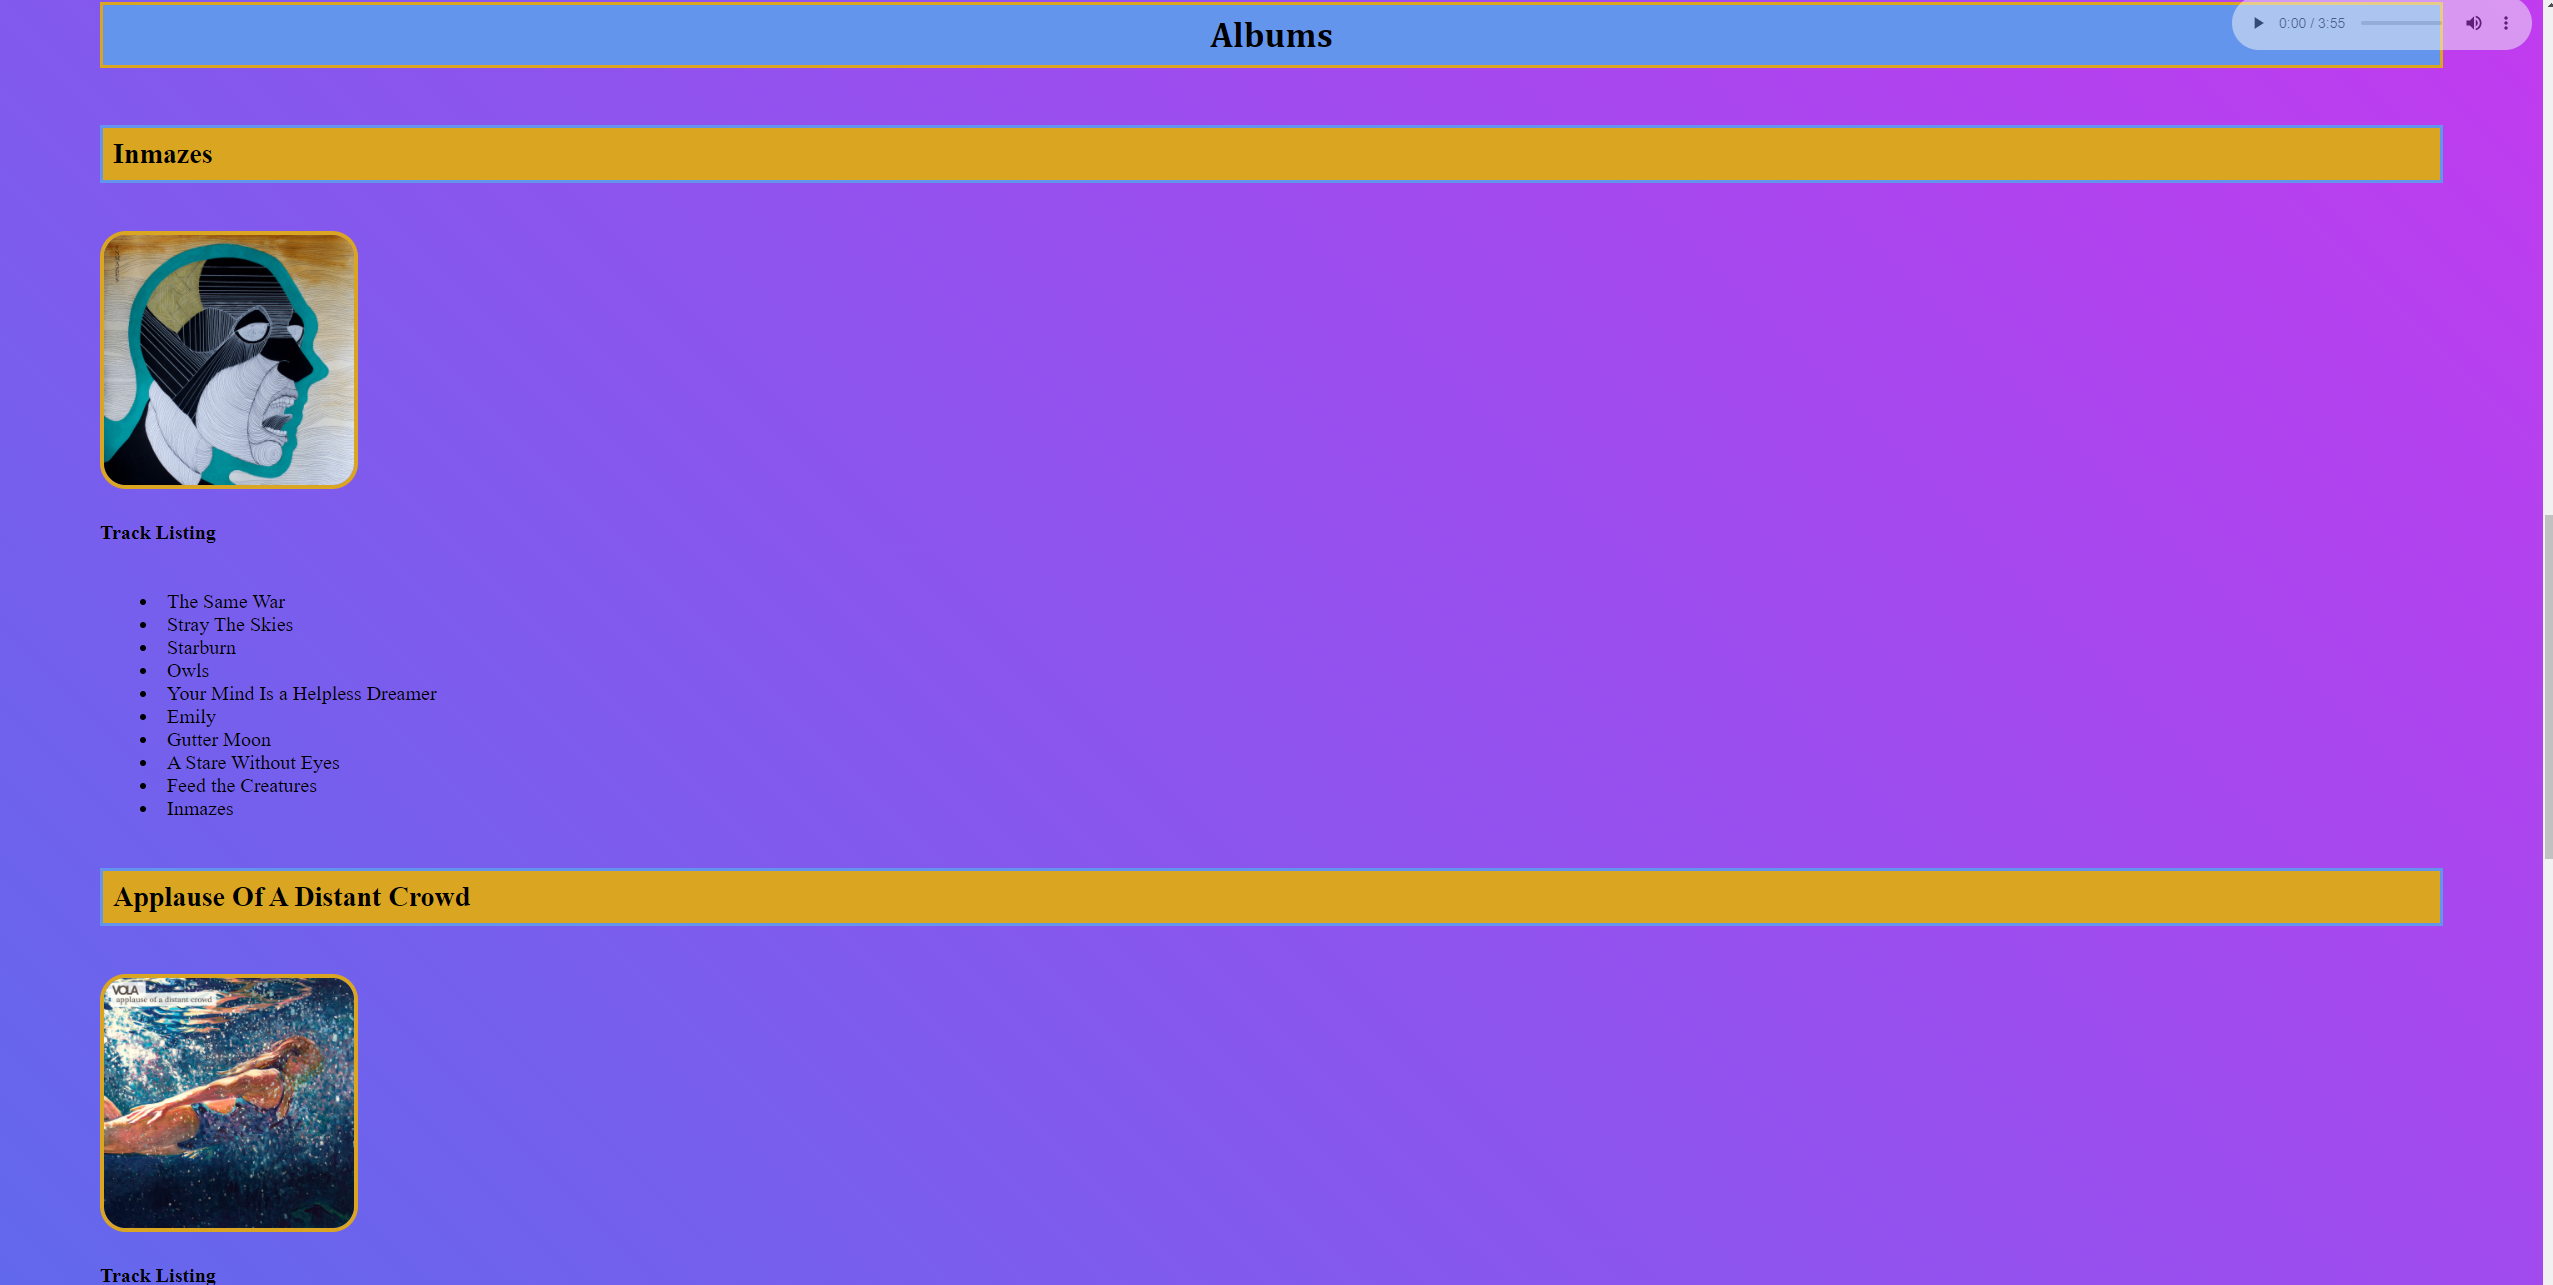 Albums
0:00 / 3:55
Inmazes
Track Listing
The Same War
Stray The Skies
Starburn
Owls
Your Mind Is a Helpless Dreamer
Emily
Gutter Moon
A Stare Without Eyes
Feed the Creatures
Inmazes
Applause Of A Distant Crowd
VOLA
applause of a distant crowd
Track Listing